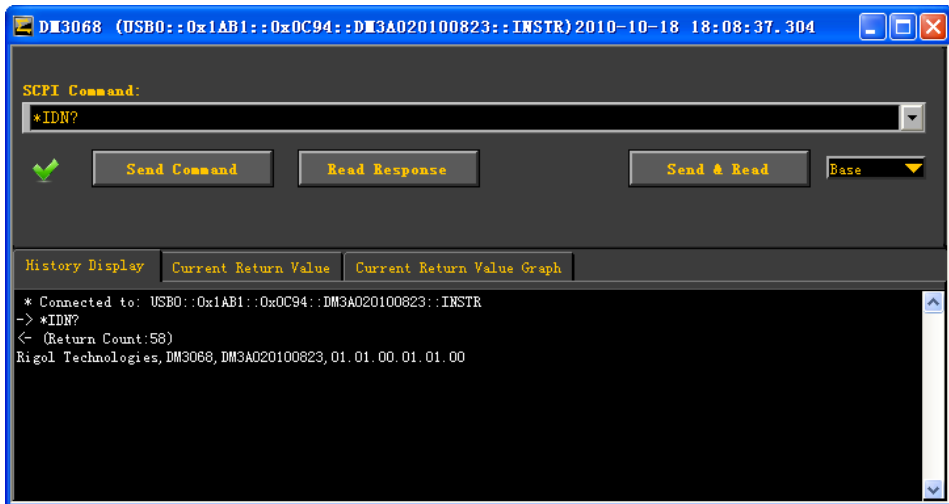 DM3068 (USB0::0x1AB1::0x0C94::DM3A020100823::INSTR)2010-10-18 18:08:37.304
SCPI Command:
*IDN?
Send Command Read Response Send & Read Base
History Display Current Return Value Current Return Value Graph
* Connected to: USB0::0x1AB1::0x0C94::DM3A020100823::INSTR
-> *IDN?
<- (Return Count:58)
Rigol Technologies,DM3068,DM3A020100823,01.01.00.01.01.00